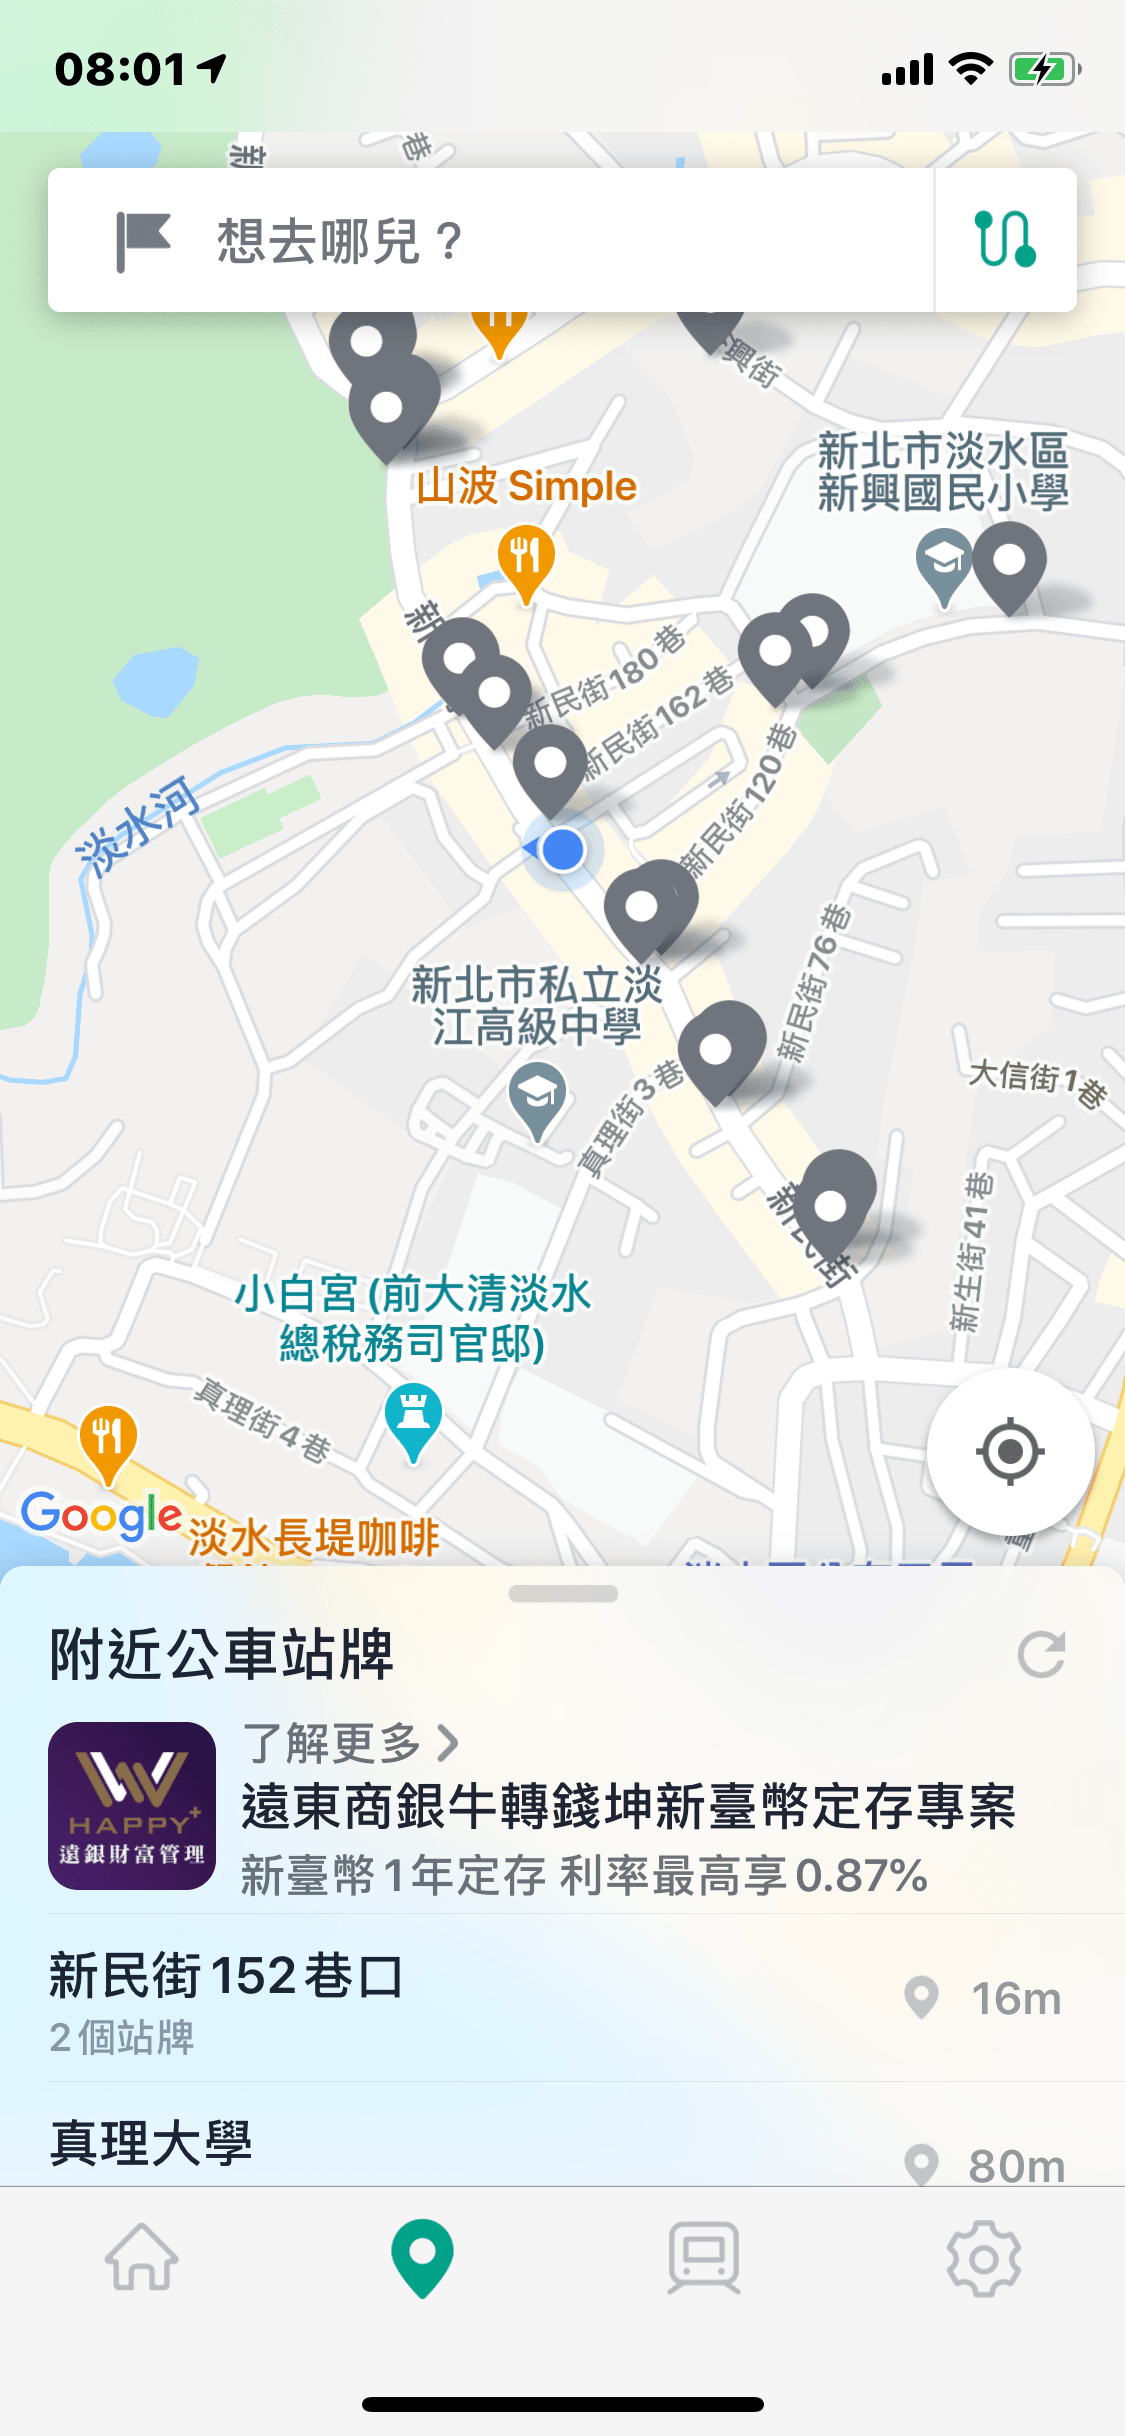 08:01
新
巷
想去哪兒？
興街
新北市淡水區
新興國民小學
山波 Simple
新
新民街180巷
新民街162巷
新民街120巷
淡水河
新民街76巷
新北市私立淡
江高級中學
真理街3巷
大信街1巷
新民街
新生街41巷
小白宮(前大清淡水
總稅務司官邸)
真理街4巷
Google
淡水長堤咖啡
附近公車站牌
了解更多
遠東商銀牛轉錢坤新臺幣定存專案
新臺幣1年定存 利率最高享0.87%
W
HAPPY+
遠銀財富管理
新民街152巷口
16m
2個站牌
真理大學
80m